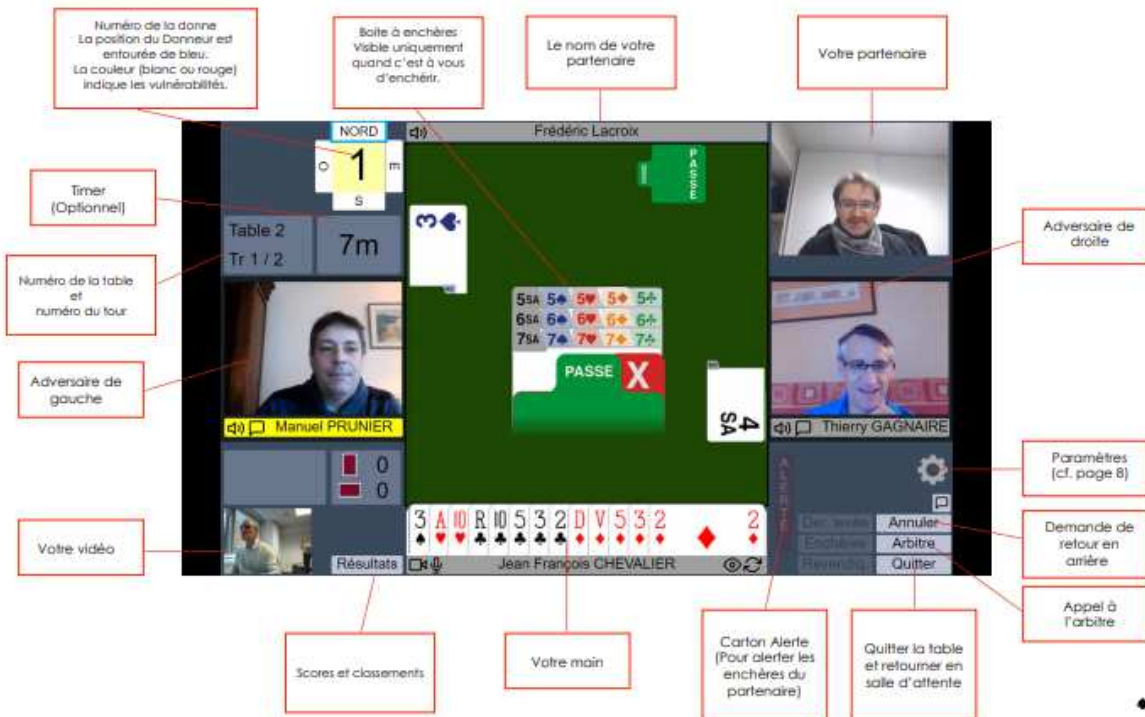 Numéro de la donne
La position du Donneur est
entourée de bleu.
La couleur (blanc ou rouge)
indique les vulnérabilités.
Boite à enchères
Visible uniquement
quand c'est à vous
d'enchérir.
Le nom de votre
partenaire
Votre partenaire
NORD
O
1
E
S
Frédéric Lacroix
PASSE
Timer
(Optionnel)
Table 2
Tr 1 / 2
7m
3♠
Adversaire de
droite
Numéro de la table
et
numéro du tour
5SA 5♠ 5♥ 5♦ 5♣
6SA 6♠ 6♥ 6♦ 6♣
7SA 7♠ 7♥ 7♦ 7♣
PASSE X
4
SA
Adversaire de
gauche
Manuel PRUNIER
Thierry GAGNAIRE
0
0
ALERTE
Paramètres
(cf. page 8)
Votre vidéo
3 A 10 R 10 5 3 2 D V 5 3 2 2
♠ ♥ ♥ ♣ ♣ ♣ ♣ ♣ ♦ ♦ ♦ ♦ ♦ ♦ ♦
Der. levée
Annuler
Enchères
Arbitre
Revendiq.
Quitter
Demande de
retour en
arrière
Résultats
Jean François CHEVALIER
Appel à
l'arbitre
Scores et classements
Votre main
Carton Alerte
(Pour alerter les
enchères du
partenaire)
Quitter la table
et retourner en
salle d'attente